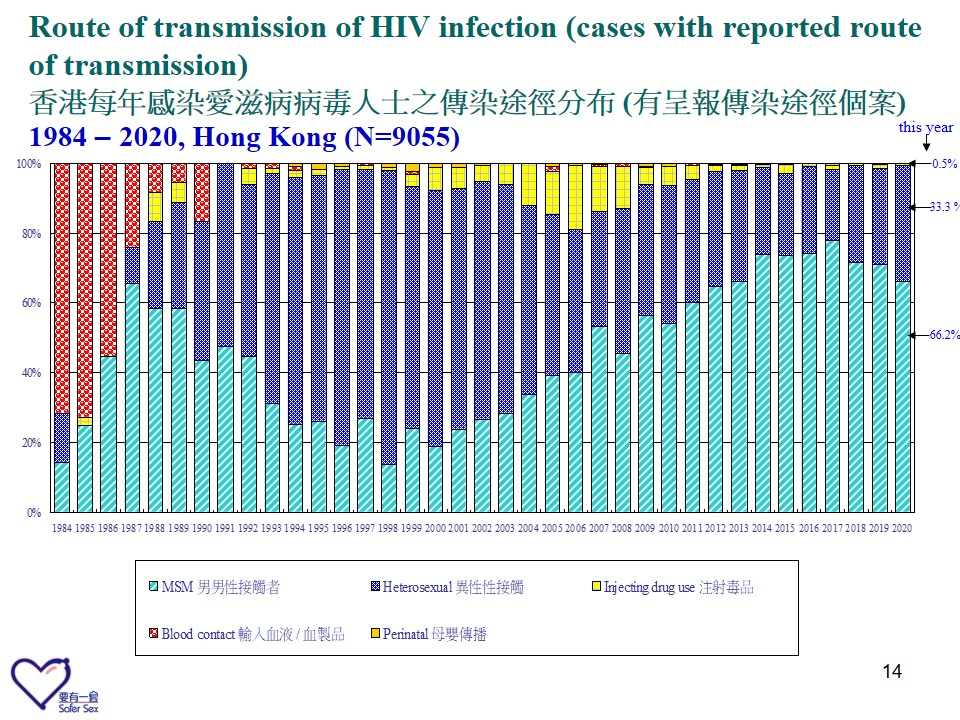 Route of transmission of HIV infection (cases with reported route
of transmission)
香港每年感染愛滋病病毒人士之傳染途徑分布 (有呈報傳染途徑個案)
1984 – 2020, Hong Kong (N=9055)
this year
100%
80%
60%
40%
20%
0%
0.5%
33.3 %
66.2%
1984 1985 1986 1987 1988 1989 1990 1991 1992 1993 1994 1995 1996 1997 1998 1999 2000 2001 2002 2003 2004 2005 2006 2007 2008 2009 2010 2011 2012 2013 2014 2015 2016 2017 2018 2019 2020
MSM 男男性接觸者 Heterosexual 異性性接觸 Injecting drug use 注射毒品
Blood contact 輸入血液 / 血製品 Perinatal 母嬰傳播
要有一套
Safer Sex
14